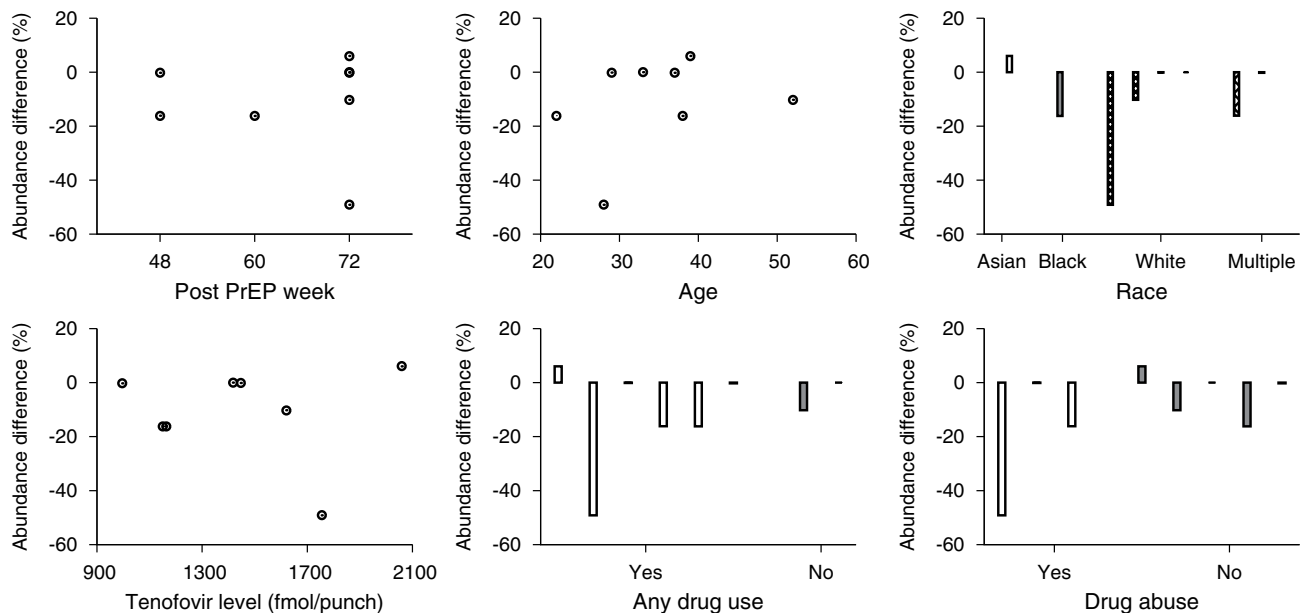 Abundance difference (%)
20
0
-20
-40
-60
48 60 72
Post PrEP week
Abundance difference (%)
20
0
-20
-40
-60
20 30 40 50 60
Age
Abundance difference (%)
20
0
-20
-40
-60
Asian Black White Multiple
Race
Abundance difference (%)
20
0
-20
-40
-60
900 1300 1700 2100
Tenofovir level (fmol/punch)
Abundance difference (%)
20
0
-20
-40
-60
Yes No
Any drug use
Abundance difference (%)
20
0
-20
-40
-60
Yes No
Drug abuse